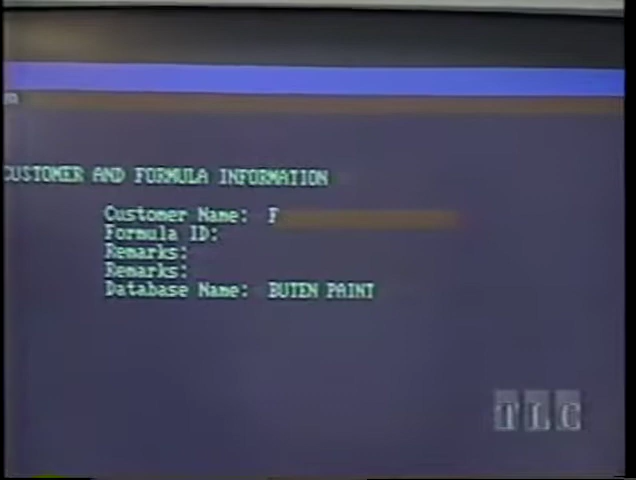 CUSTOMER AND FORMULA INFORMATION
Customer Name: F
Formula ID:
Remarks:
Remarks:
Database Name: BUTEN PAINT
TLC